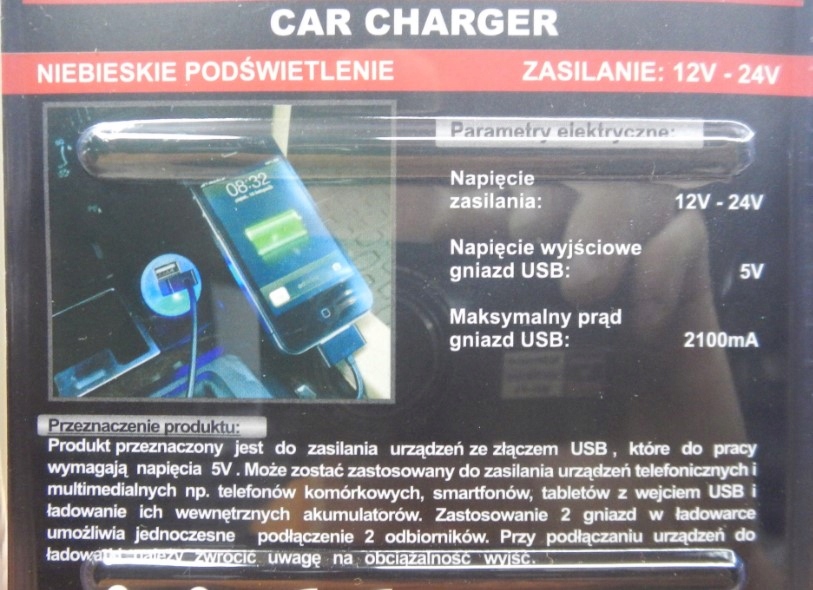 CAR CHARGER
NIEBIESKIE PODŚWIETLENIE ZASILANIE: 12V - 24V
08:32
Parametry elektryczne:
Napięcie
zasilania: 12V - 24V
Napięcie wyjściowe
gniazd USB: 5V
Maksymalny prąd
gniazd USB: 2100mA
Przeznaczenie produktu:
Produkt przeznaczony jest do zasilania urządzeń ze złączem USB , które do pracy
wymagają napięcia 5V . Może zostać zastosowany do zasilania urządzeń telefonicznych i
multimedialnych np. telefonów komórkowych, smartfonów, tabletów z wejciem USB i
ładowanie ich wewnętrznych akumulatorów. Zastosowanie 2 gniazd w ładowarce
umożliwia jednoczesne podłączenie 2 odbiorników. Przy podłączaniu urządzeń do
ładowarki należy zwrócić uwagę na obciążalność wyjść.